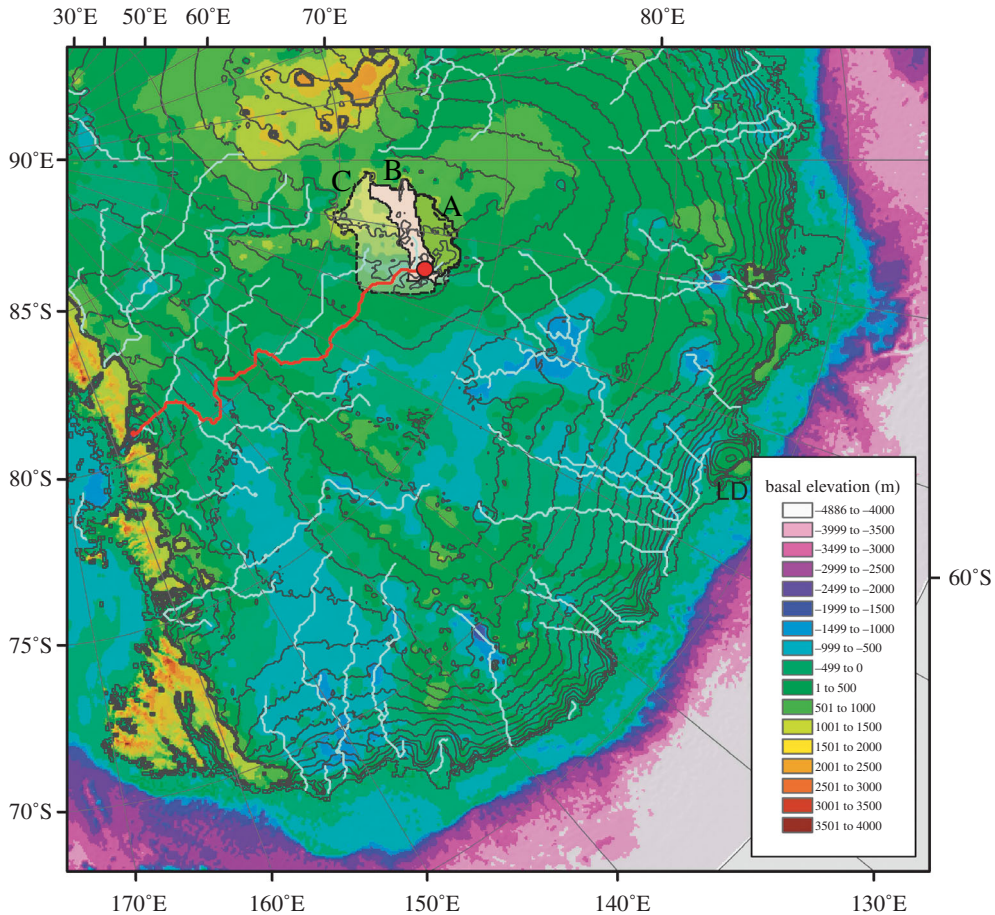 30°E 50°E 60°E 70°E 80°E
90°E
C B A
85°S
80°S
LD
75°S
70°S
60°S
basal elevation (m)
–4886 to –4000
–3999 to –3500
–3499 to –3000
–2999 to –2500
–2499 to –2000
–1999 to –1500
–1499 to –1000
–999 to –500
–499 to 0
1 to 500
501 to 1000
1001 to 1500
1501 to 2000
2001 to 2500
2501 to 3000
3001 to 3500
3501 to 4000
170°E 160°E 150°E 140°E 130°E